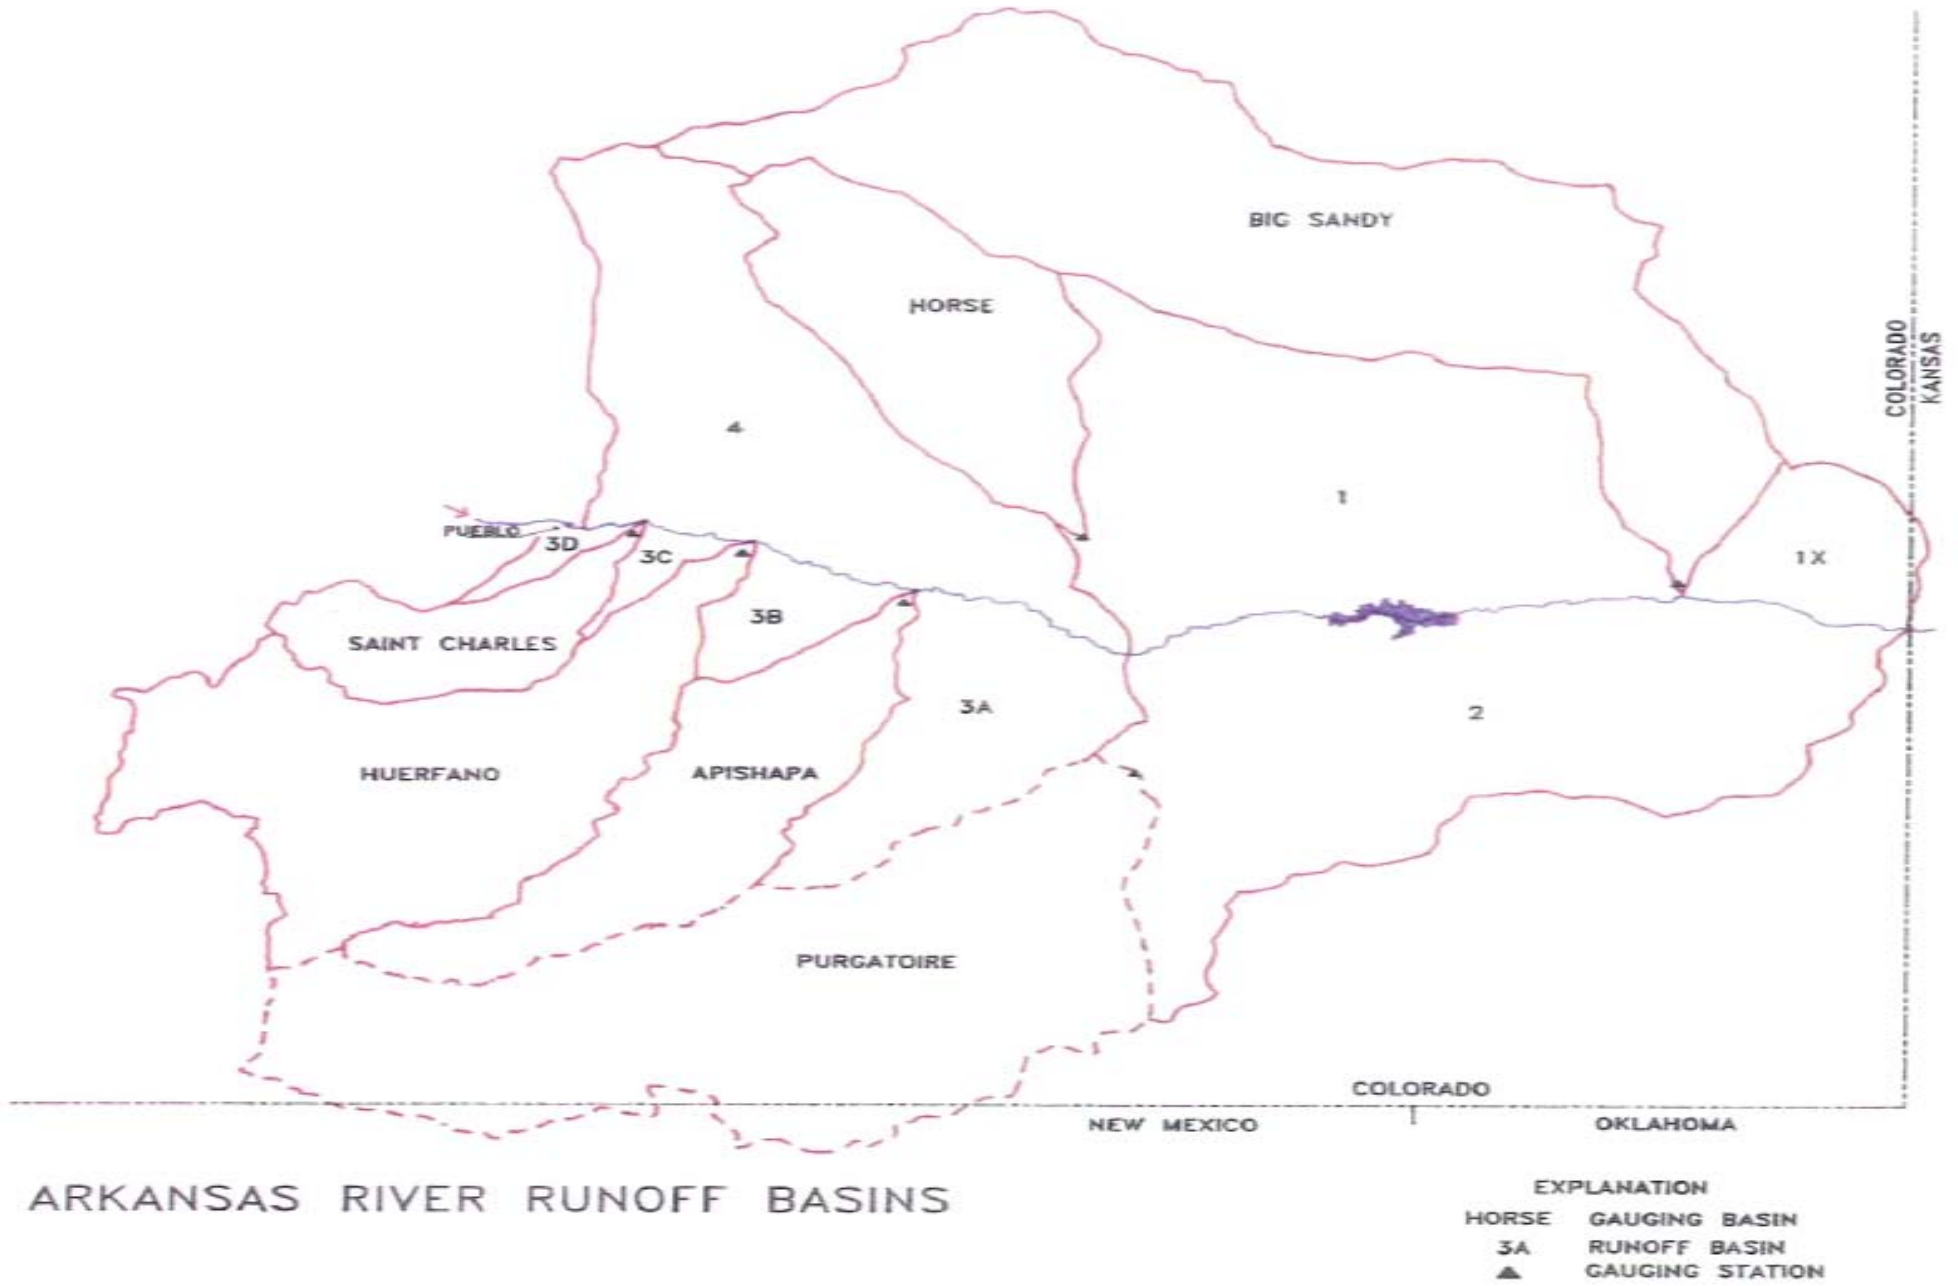 BIG SANDY
HORSE
COLORADO
KANSAS
4
1
PUEBLO
3D
3C
1X
3B
SAINT CHARLES
3A
2
HUERFANO
APISHAPA
PURGATOIRE
COLORADO
NEW MEXICO
OKLAHOMA
ARKANSAS RIVER RUNOFF BASINS
EXPLANATION
HORSE GAUGING BASIN
3A RUNOFF BASIN
▲ GAUGING STATION